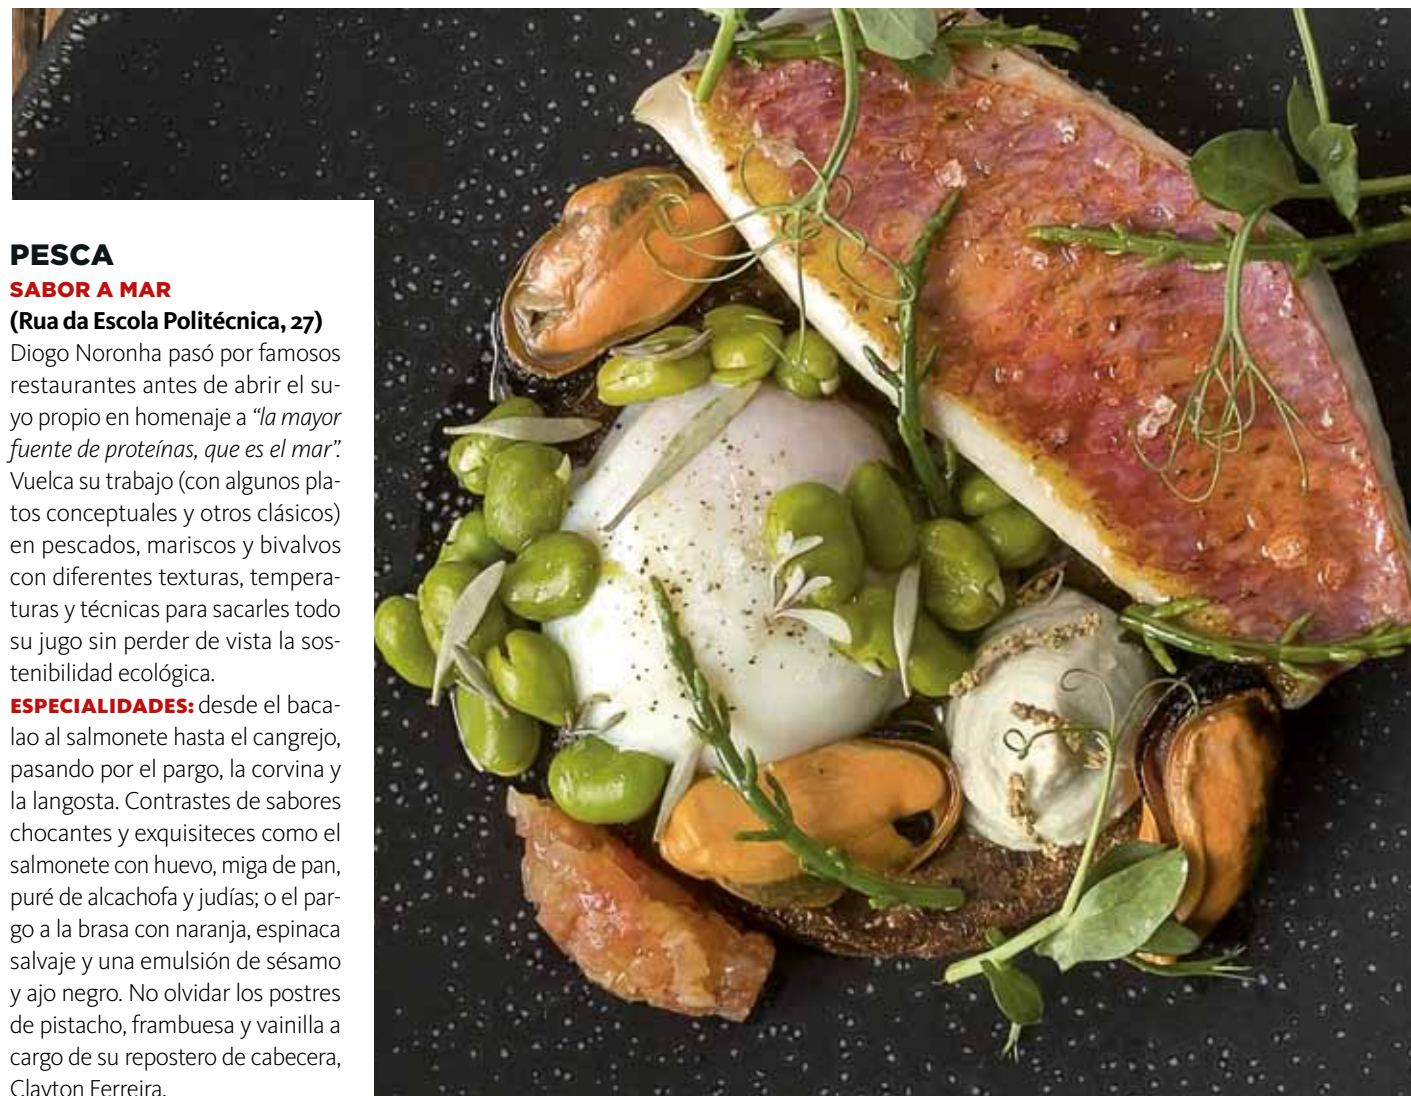 PESCA
SABOR A MAR
(Rua da Escola Politécnica, 27)
Diogo Noronha pasó por famosos
restaurantes antes de abrir el su-
yo propio en homenaje a “la mayor
fuente de proteínas, que es el mar”.
Vuelca su trabajo (con algunos pla-
tos conceptuales y otros clásicos)
en pescados, mariscos y bivalvos
con diferentes texturas, tempera-
turas y técnicas para sacarles todo
su jugo sin perder de vista la sos-
tenibilidad ecológica.
ESPECIALIDADES: desde el baca-
lao al salmonete hasta el cangrejo,
pasando por el pargo, la corvina y
la langosta. Contrastes de sabores
chocantes y exquisiteces como el
salmonete con huevo, miga de pan,
puré de alcachofa y judías; o el par-
go a la brasa con naranja, espinaca
salvaje y una emulsión de sésamo
y ajo negro. No olvidar los postres
de pistacho, frambuesa y vainilla a
cargo de su repostero de cabecera,
Clayton Ferreira.